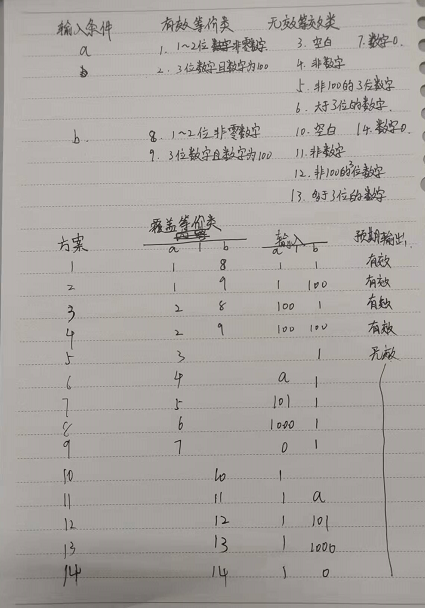 输入条件 有效等价类 无效等效类
a 1. 1~2位非零数字 3. 空白 7. 数字0.
2. 3位数字且数字为100 4. 非数字
5. 非100的3位数字
6. 大于3位的数字.
b. 8. 1~2位非零数字 10. 空白 14. 数字0.
9. 3位数字且数字为100 11. 非数字
12. 非100的3位数字
13. 多于3位的数字
方案 覆盖等价类 输入 预期输出
a b a b
1 1 8 1 1 有效
2 1 9 1 100 有效
3 2 8 100 1 有效
4 2 9 100 100 有效
5 3 1 无效
6 4 a 1
7 5 101 1
8 6 1000 1
9 7 0 1
10 10 1
11 11 1 a
12 12 1 101
13 13 1 1000
14 14 1 0